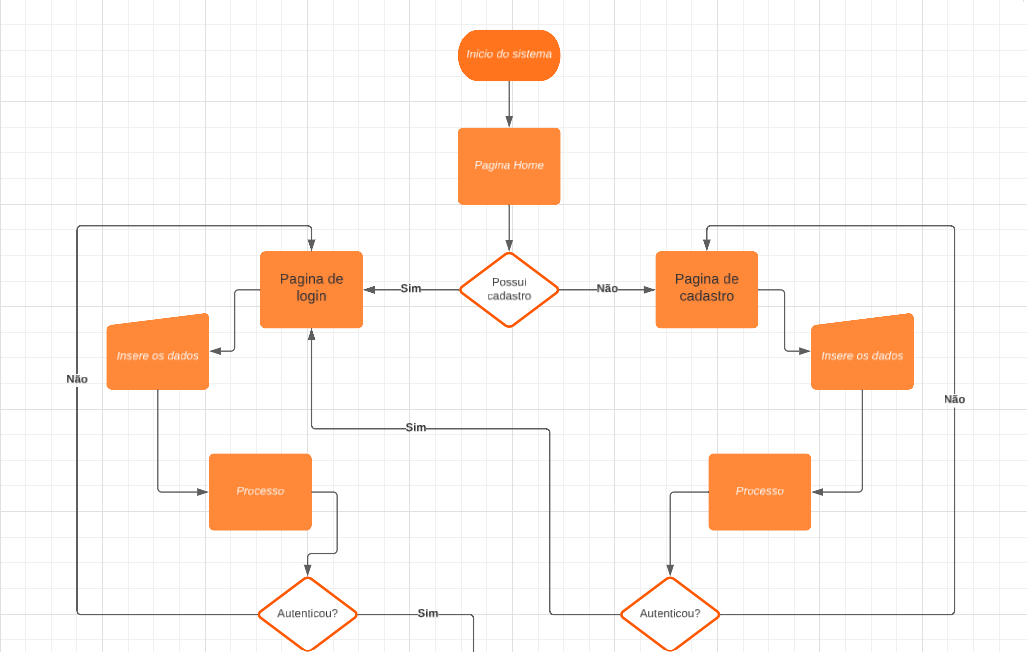 Inicio do sistema
Pagina Home
Possui
cadastro
Sim
Não
Pagina de
login
Pagina de
cadastro
Insere os dados
Insere os dados
Não
Não
Sim
Processo
Processo
Autenticou?
Sim
Autenticou?